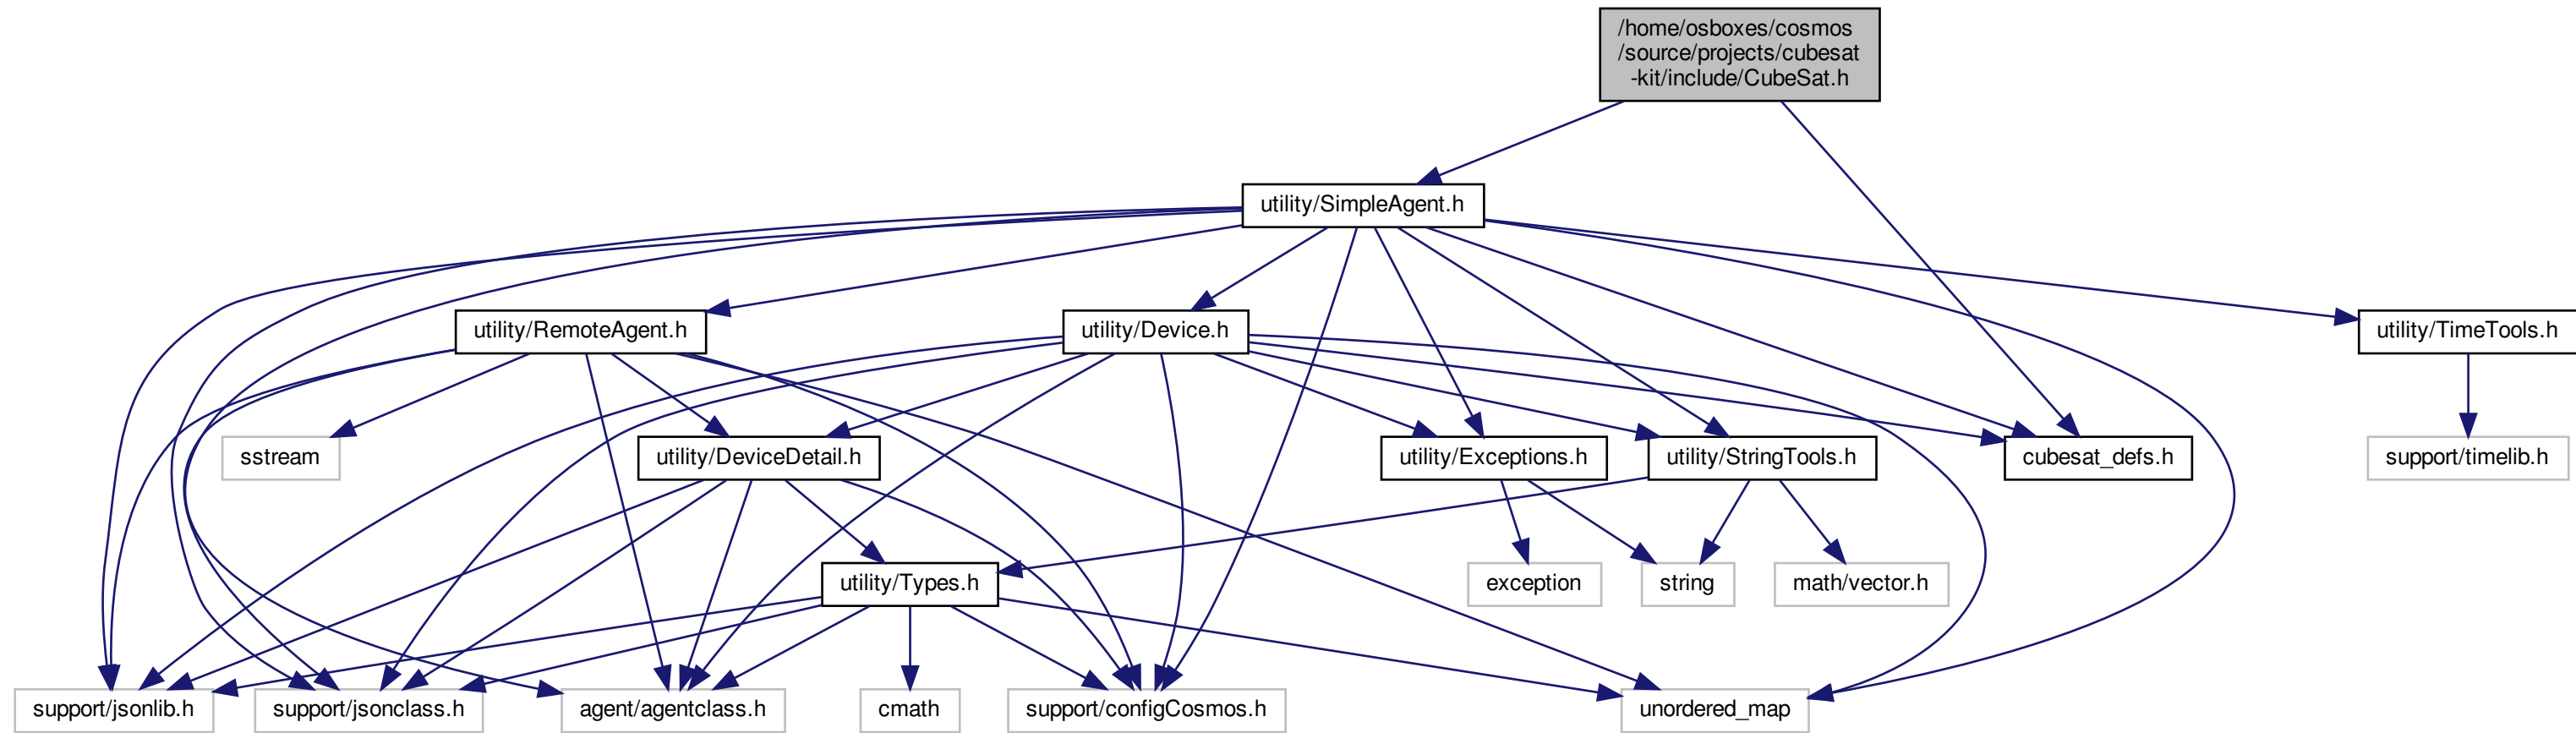 /home/osboxes/cosmos
/source/projects/cubesat
-kit/include/CubeSat.h
utility/SimpleAgent.h
utility/RemoteAgent.h
utility/Device.h
utility/TimeTools.h
sstream
utility/DeviceDetail.h
utility/Exceptions.h
utility/StringTools.h
cubesat_defs.h
support/timelib.h
utility/Types.h
exception
string
math/vector.h
support/jsonlib.h
support/jsonclass.h
agent/agentclass.h
cmath
support/configCosmos.h
unordered_map